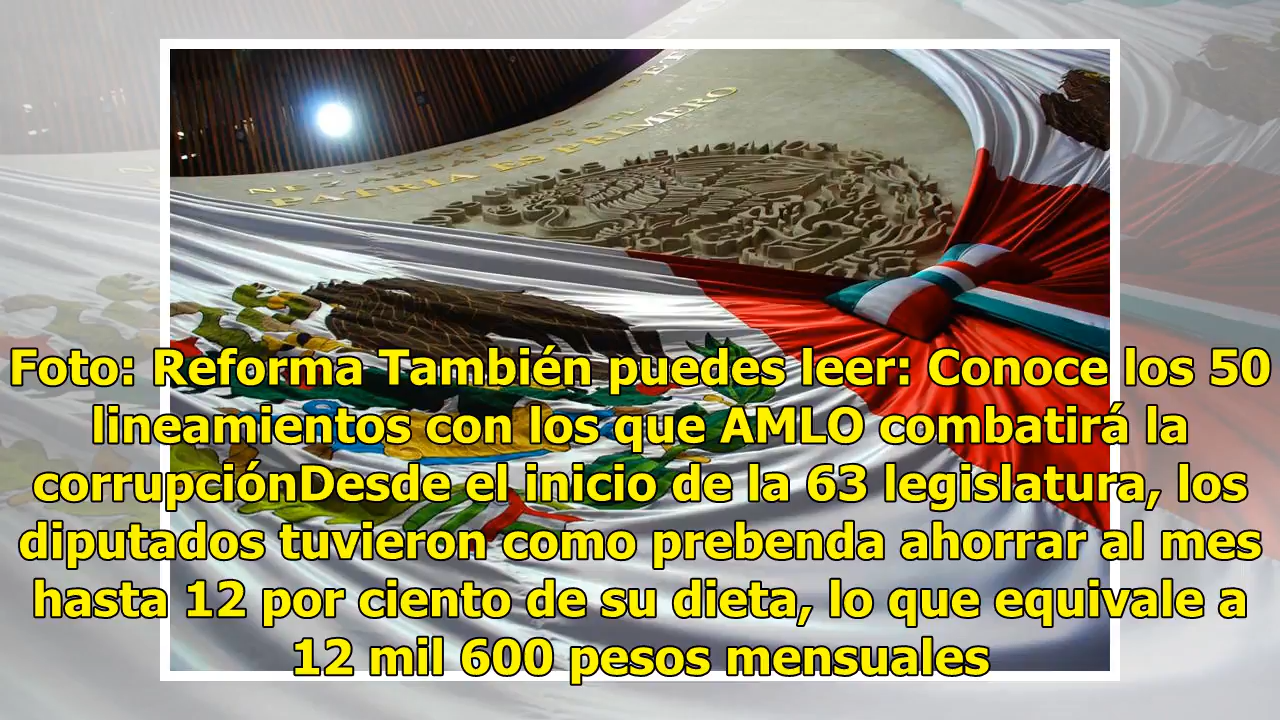 PATRIA ES PRIMERO
Foto: Reforma También puedes leer: Conoce los 50
lineamientos con los que AMLO combatirá la
corrupciónDesde el inicio de la 63 legislatura, los
diputados tuvieron como prebenda ahorrar al mes
hasta 12 por ciento de su dieta, lo que equivale a
12 mil 600 pesos mensuales